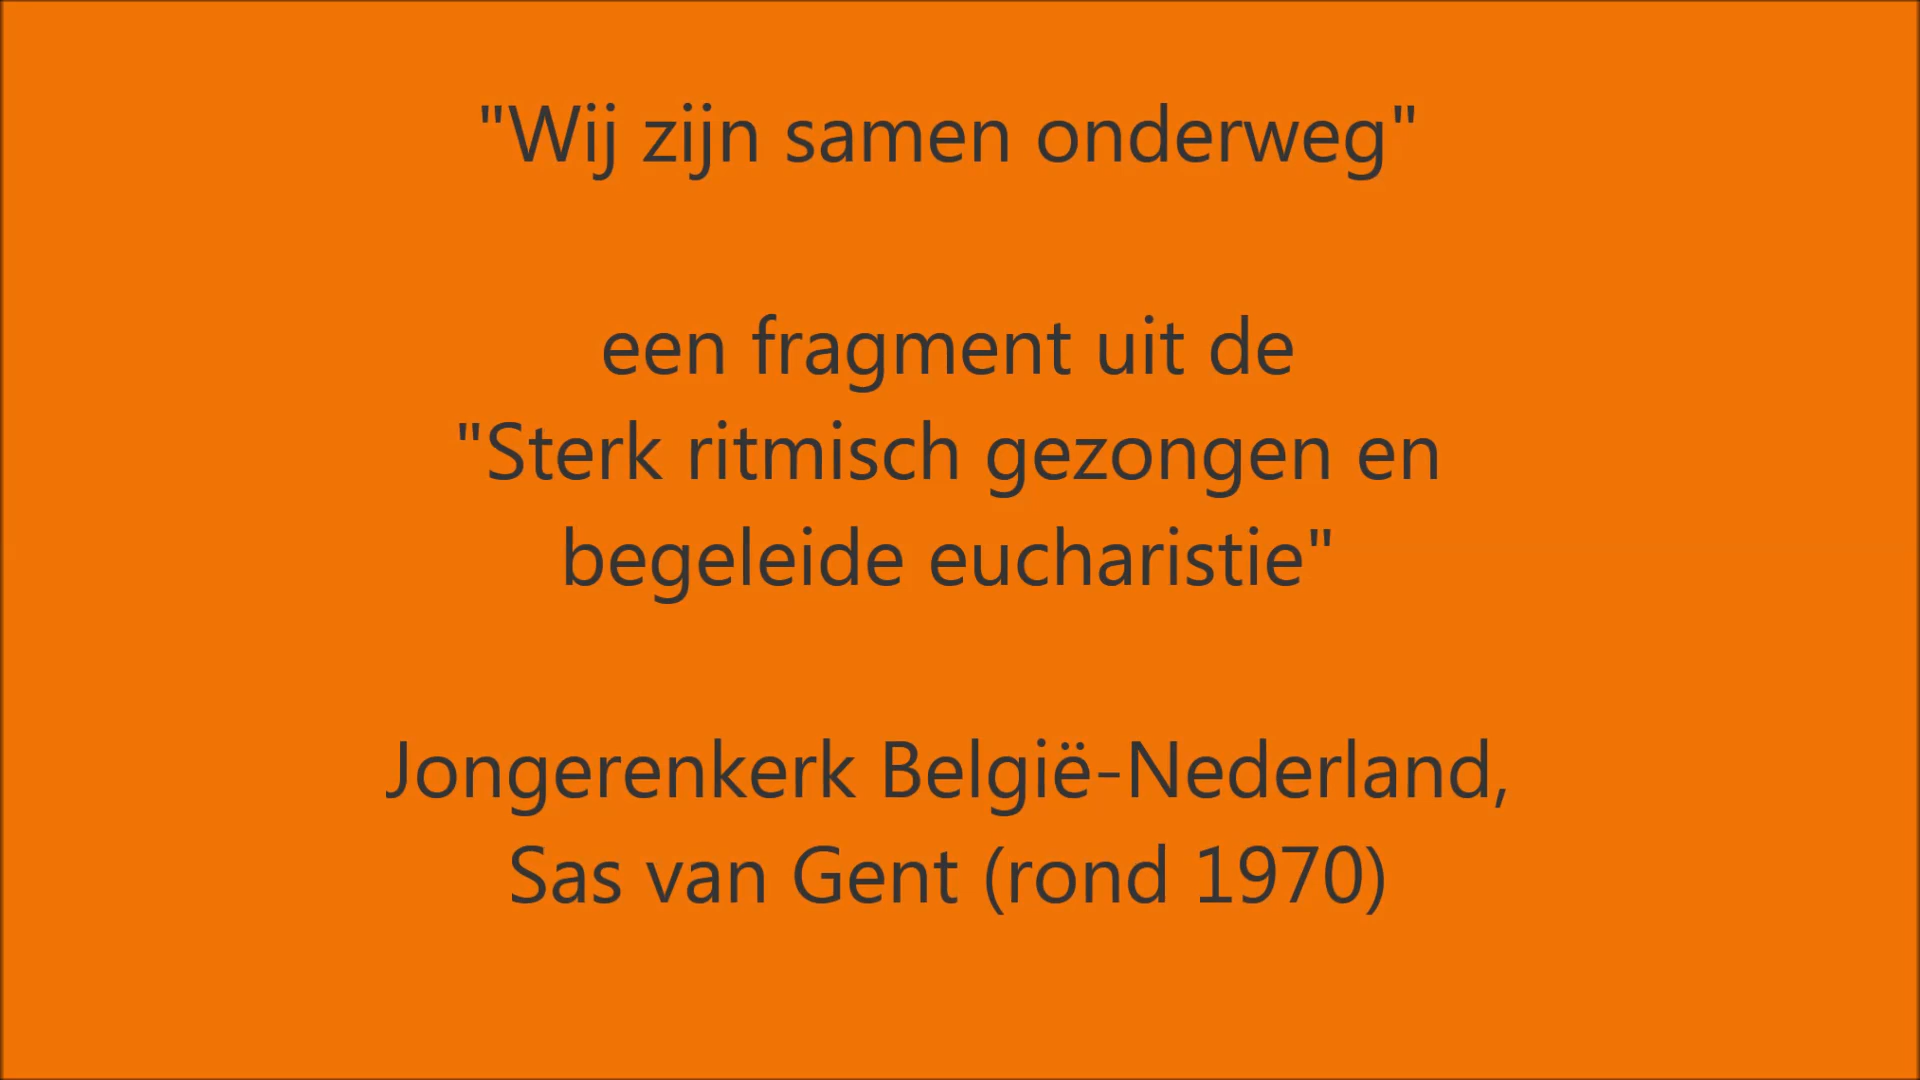 "Wij zijn samen onderweg"
een fragment uit de
"Sterk ritmisch gezongen en
begeleide eucharistie"
Jongerenkerk België-Nederland,
Sas van Gent (rond 1970)